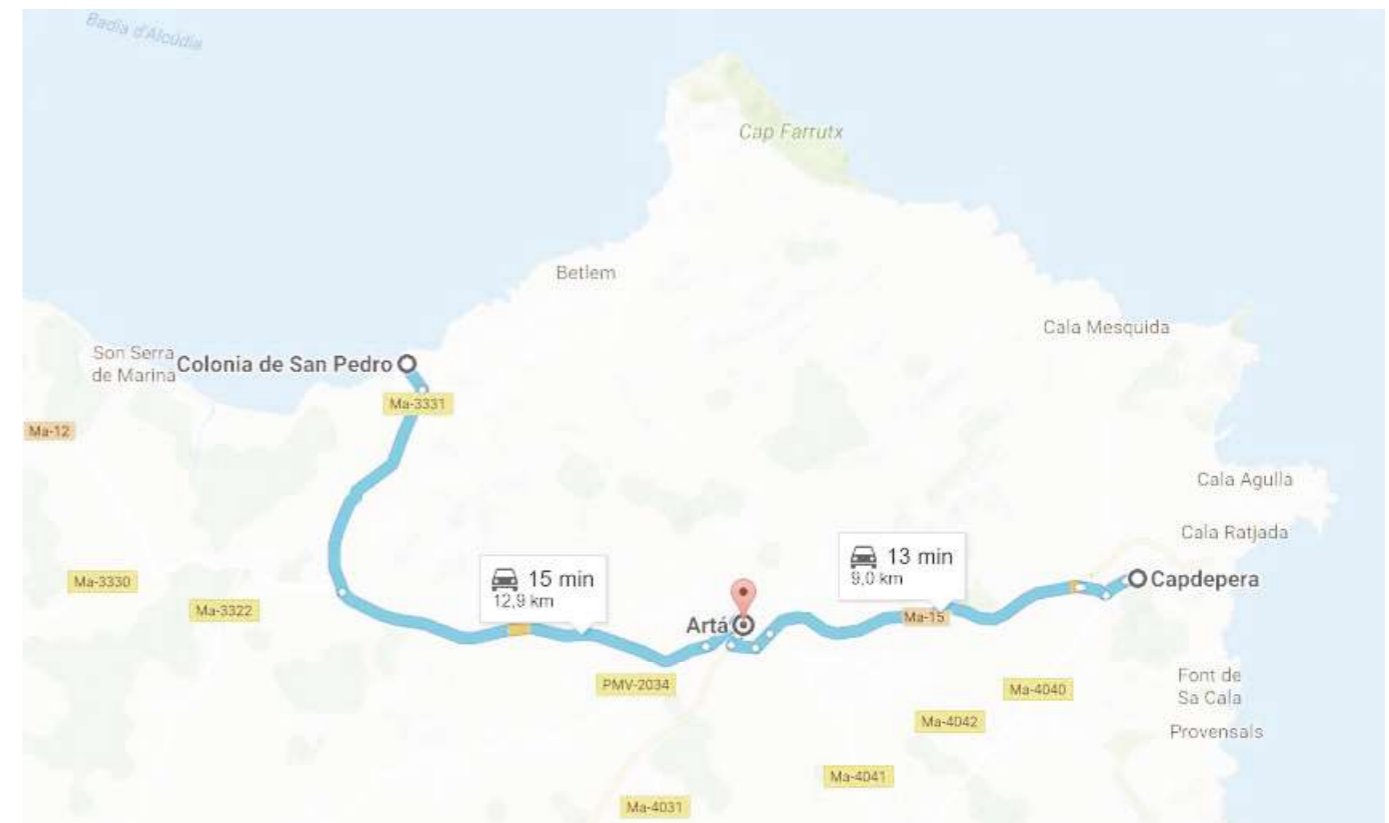 Badia d'Alcúdia
Cap Farrutx
Betlem
Cala Mesquida
Son Serra
de Marina
Colonia de San Pedro
Ma-3331
Ma-12
Cala Agulla
Cala Ratjada
13 min
9,0 km
15 min
12,9 km
Capdepera
Ma-3330
Ma-3322
Artá
Ma-15
PMV-2034
Ma-4040
Font de
Sa Cala
Ma-4042
Provensals
Ma-4041
Ma-4031